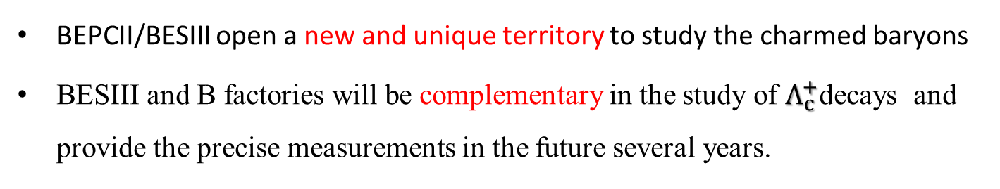 • BEPCII/BESIII open a new and unique territory to study the charmed baryons
• BESIII and B factories will be complementary in the study of Λc+ decays and
provide the precise measurements in the future several years.